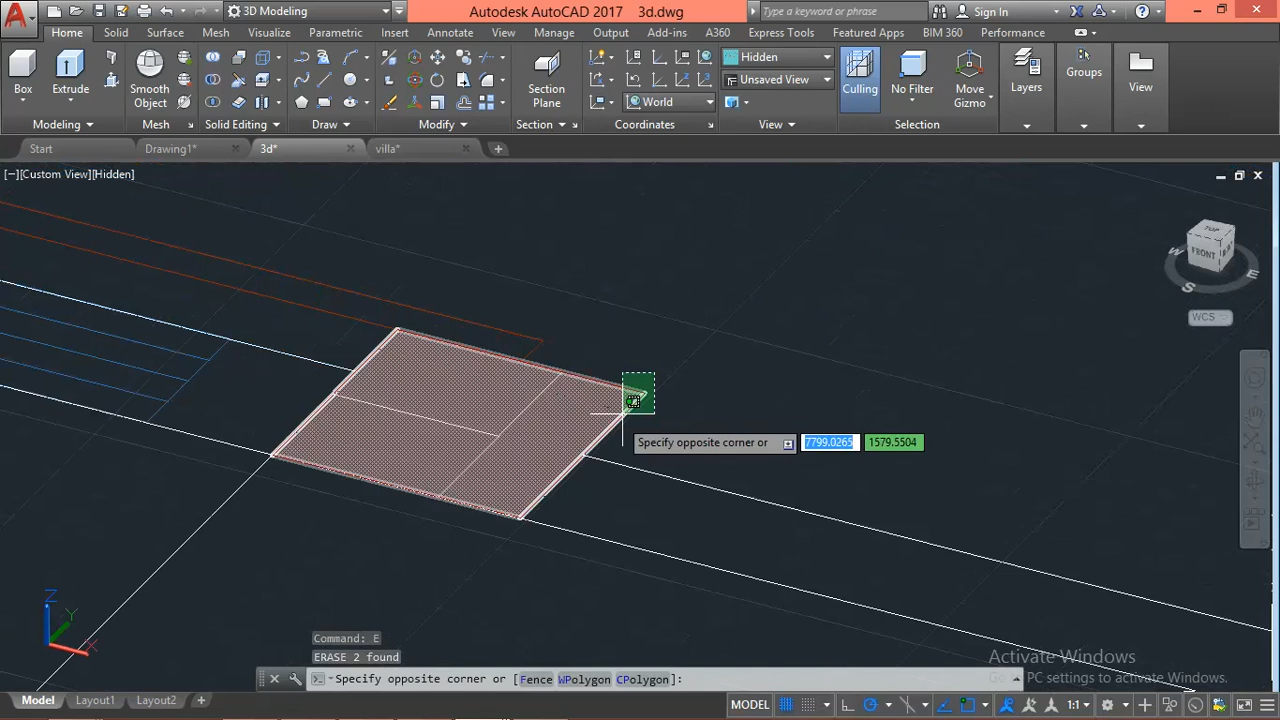 3D Modeling
Autodesk AutoCAD 2017 3d.dwg
Type a keyword or phrase
Sign In
Home Solid Surface Mesh Visualize Parametric Insert Annotate View Manage Output Add-ins A360 Express Tools Featured Apps BIM 360 Performance
Box
Extrude
Smooth
Object
Section
Plane
Hidden
Unsaved View
World
Culling
No Filter
Move
Gizmo
Layers
Groups
View
Modeling Mesh Solid Editing Draw Modify Section Coordinates View Selection
Start Drawing1* 3d* villa*
[−][Custom View][Hidden]
TOP
FRONT
W
E
S
WCS
Specify opposite corner or 7799.0265 1579.5504
Z
Y
X
Command: E
ERASE 2 found
Specify opposite corner or [Fence WPolygon CPolygon]:
Activate Windows
Go to PC settings to activate Windows.
Model Layout1 Layout2
MODEL
1:1